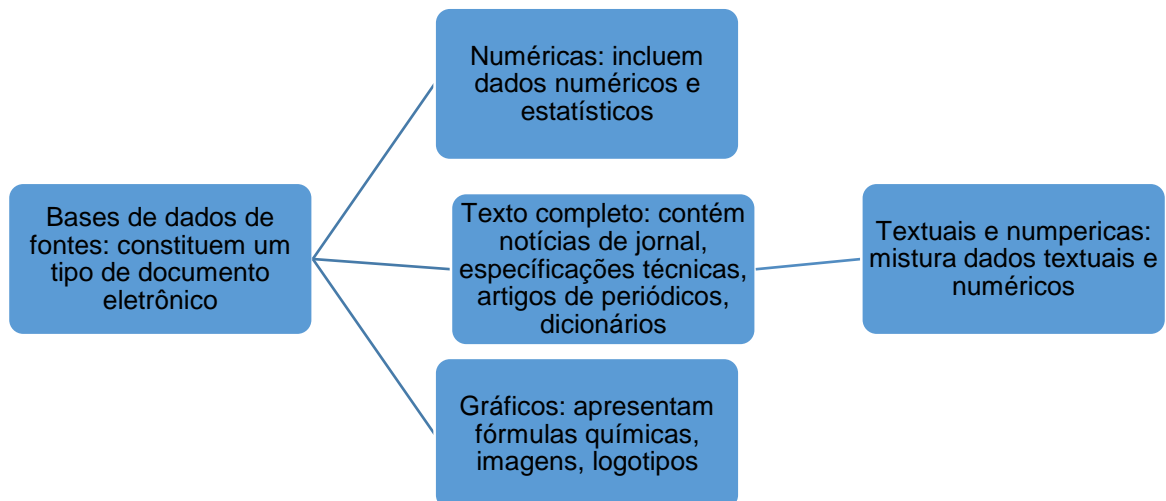 Numéricas: incluem
dados numéricos e
estatísticos
Bases de dados de
fontes: constituem um
tipo de documento
eletrônico
Texto completo: contém
notícias de jornal,
específicações técnicas,
artigos de periódicos,
dicionários
Textuais e numpericas:
mistura dados textuais e
numéricos
Gráficos: apresentam
fórmulas químicas,
imagens, logotipos